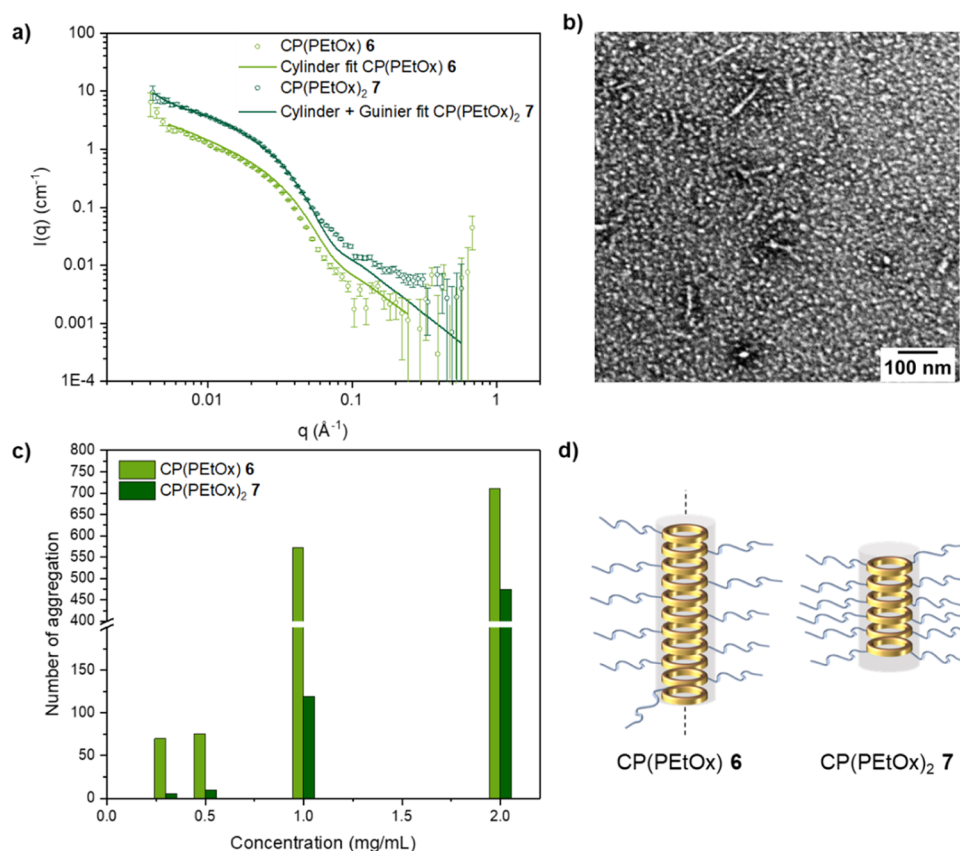 a)
100
10
1
0.1
0.01
0.001
1E-4
I(q) (cm⁻¹)
0.01
0.1
1
q (Å⁻¹)
CP(PEtOx) 6
Cylinder fit CP(PEtOx) 6
CP(PEtOx)₂ 7
Cylinder + Guinier fit CP(PEtOx)₂ 7
b)
100 nm
c)
CP(PEtOx) 6
CP(PEtOx)₂ 7
800
750
700
650
600
550
500
450
400
150
100
50
0
Number of aggregation
0.0
0.5
1.0
1.5
2.0
Concentration (mg/mL)
d)
CP(PEtOx) 6
CP(PEtOx)₂ 7